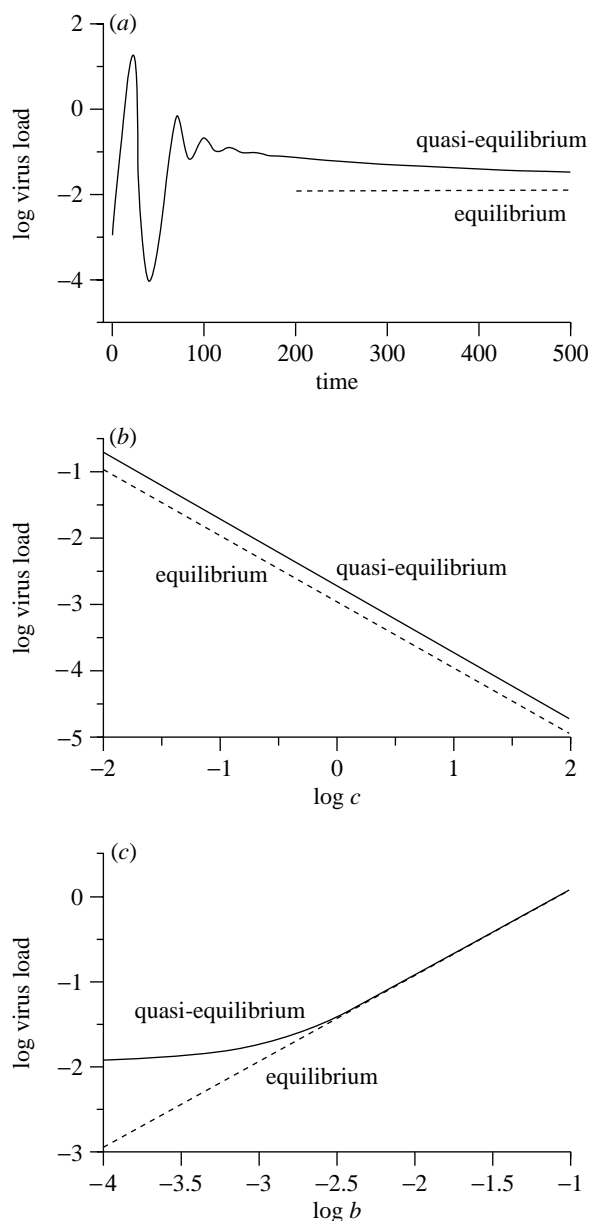 (a)
2
0
−2
−4
log virus load
quasi-equilibrium
equilibrium
0
100
200
300
400
500
time
(b)
−1
−2
−3
−4
−5
log virus load
equilibrium
quasi-equilibrium
−2
−1
0
1
2
log c
(c)
0
−1
−2
−3
log virus load
quasi-equilibrium
equilibrium
−4
−3.5
−3
−2.5
−2
−1.5
−1
log b